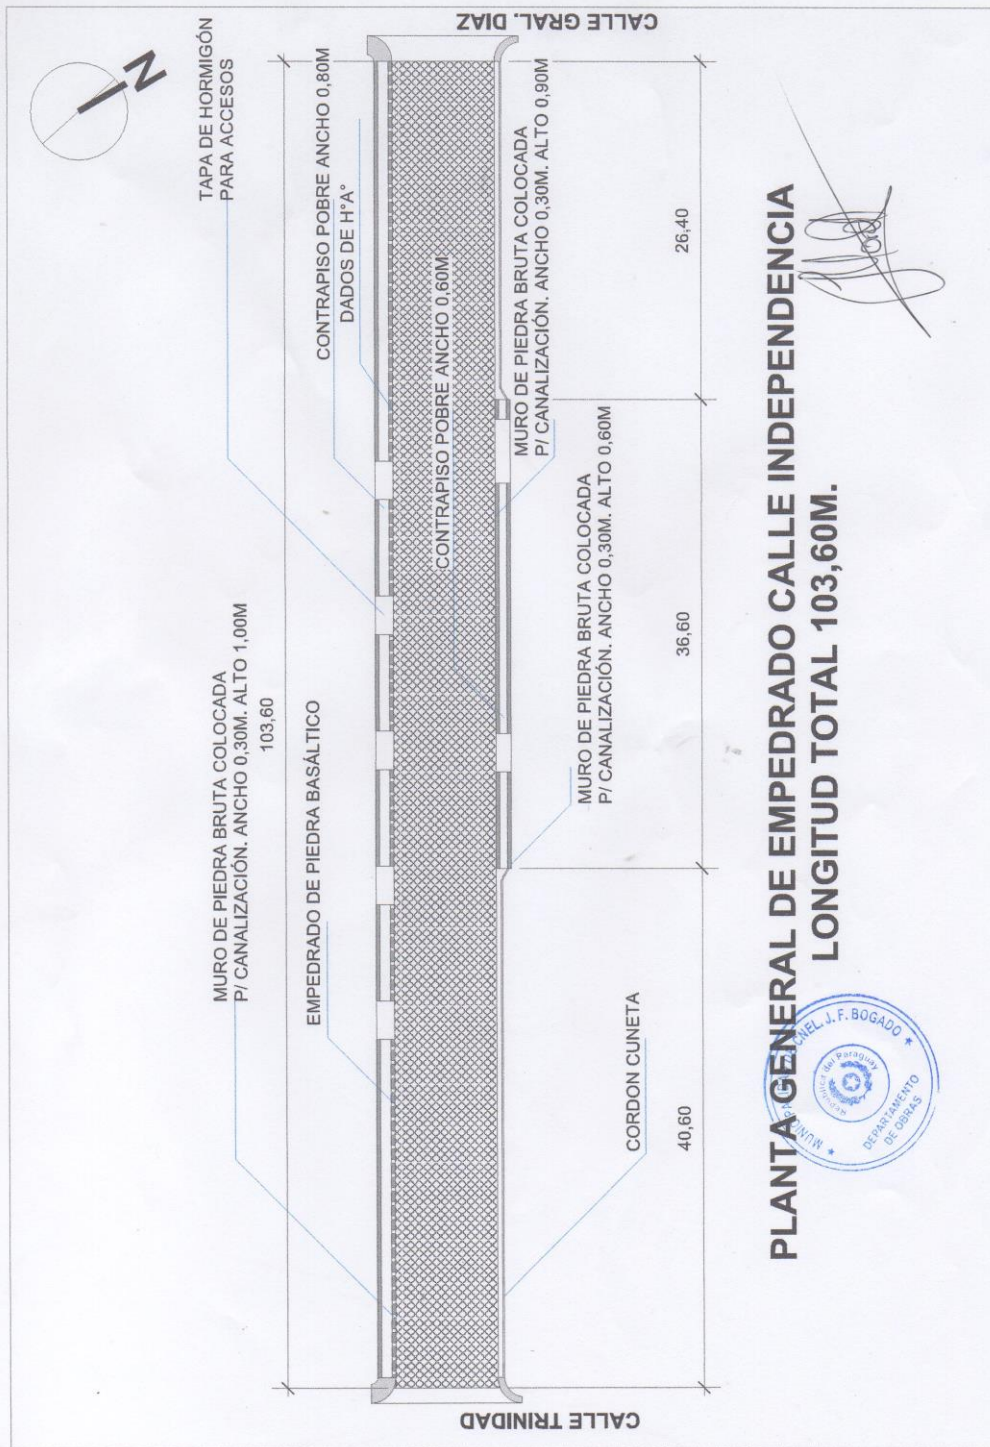 CALLE TRINIDAD
CALLE GRAL. DIAZ
N
MURO DE PIEDRA BRUTA COLOCADA
P/ CANALIZACIÓN. ANCHO 0,30M. ALTO 1,00M
103,60
EMPEDRADO DE PIEDRA BASÁLTICO
TAPA DE HORMIGÓN
PARA ACCESOS
CONTRAPISO POBRE ANCHO 0,80M
DADOS DE H°A°
CONTRAPISO POBRE ANCHO 0,60M
MURO DE PIEDRA BRUTA COLOCADA
P/ CANALIZACIÓN. ANCHO 0,30M. ALTO 0,90M
MURO DE PIEDRA BRUTA COLOCADA
P/ CANALIZACIÓN. ANCHO 0,30M. ALTO 0,60M
CORDON CUNETA
40,60
36,60
26,40
PLANTA GENERAL DE EMPEDRADO CALLE INDEPENDENCIA
LONGITUD TOTAL 103,60M.
CNEL. J. F. BOGADO
República del Paraguay
DEPARTAMENTO
DE OBRAS